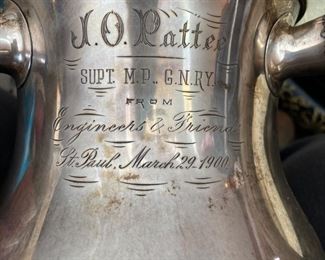 J.O. Pattee
SUPT. M.P., G.N.RY.
FROM
Engineers & Friends
St. Paul, March 29, 1900